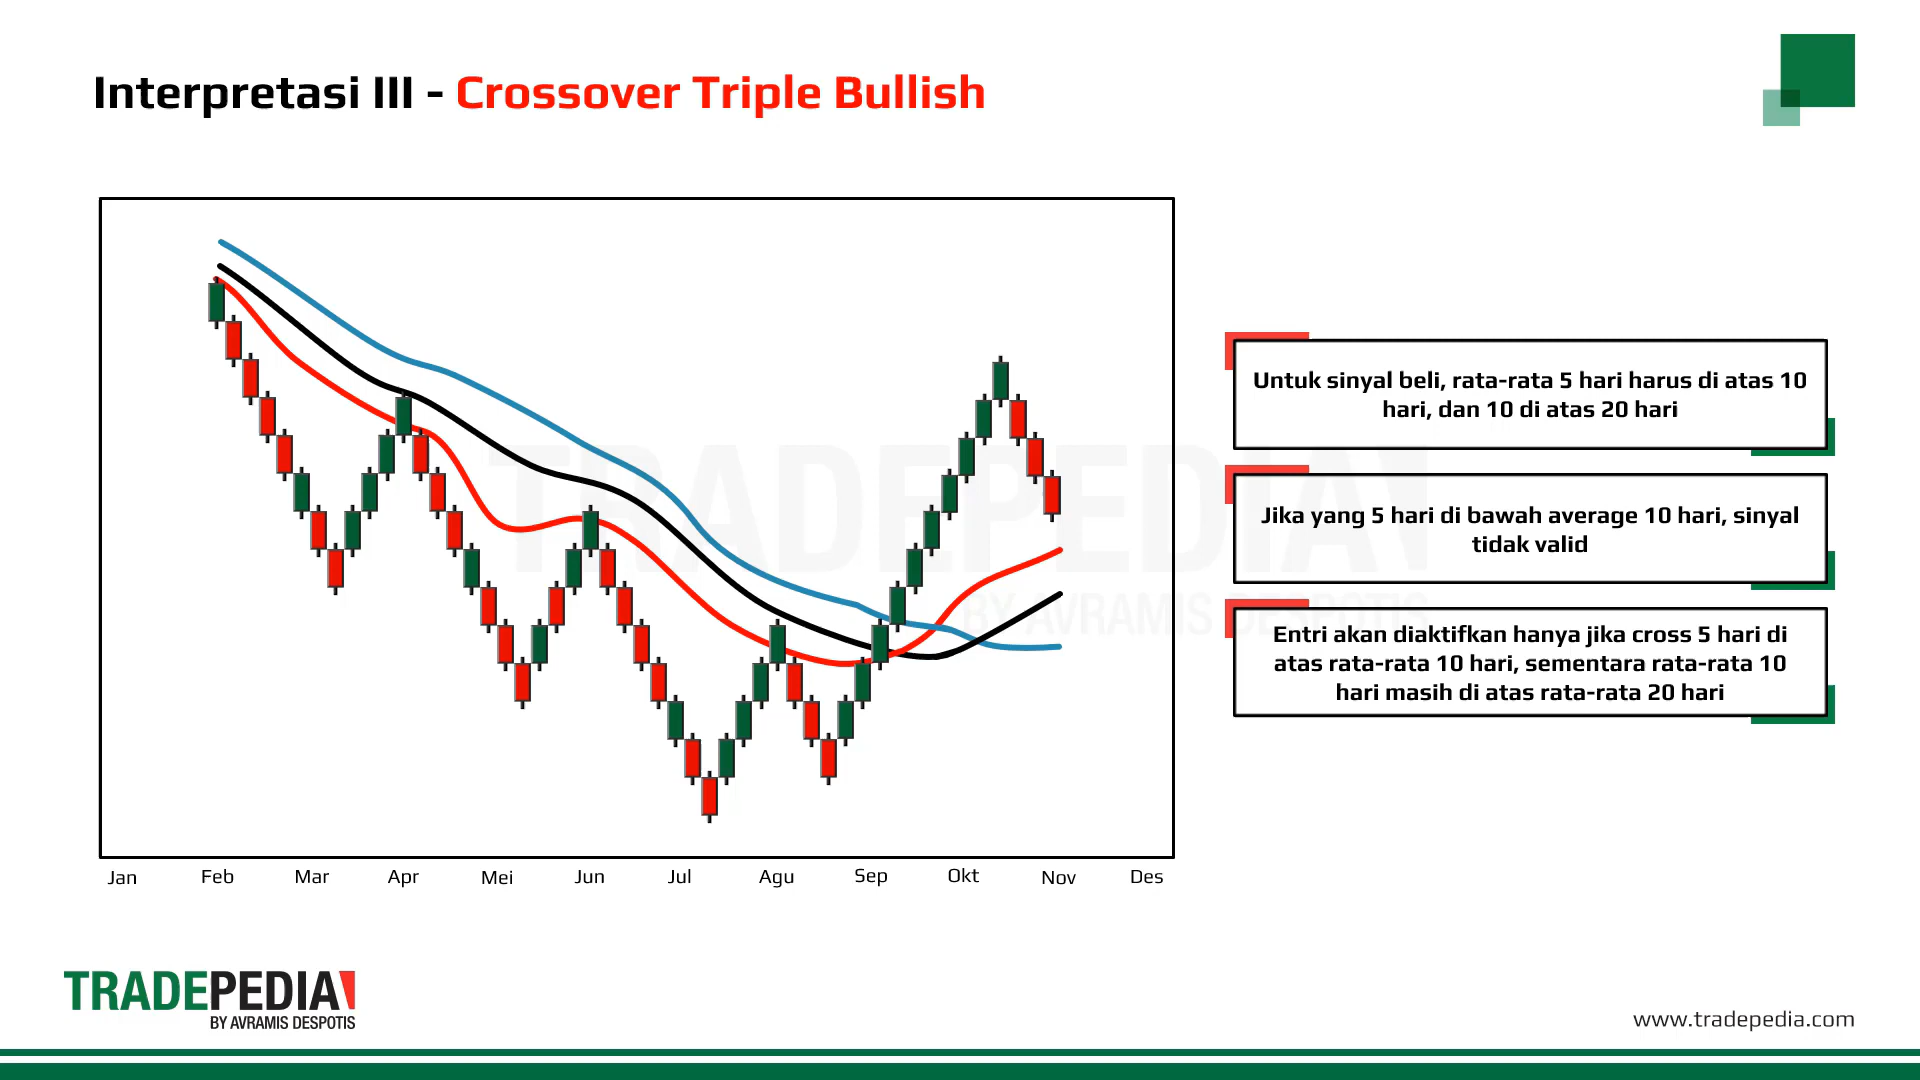 Interpretasi III - Crossover Triple Bullish
Untuk sinyal beli, rata-rata 5 hari harus di atas 10
hari, dan 10 di atas 20 hari
Jika yang 5 hari di bawah average 10 hari, sinyal
tidak valid
Entri akan diaktifkan hanya jika cross 5 hari di
atas rata-rata 10 hari, sementara rata-rata 10
hari masih di atas rata-rata 20 hari
TRADEPEDIA
BY AVRAMIS DESPOTIS
Jan Feb Mar Apr Mei Jun Jul Agu Sep Okt Nov Des
TRADEPEDIA
BY AVRAMIS DESPOTIS
www.tradepedia.com